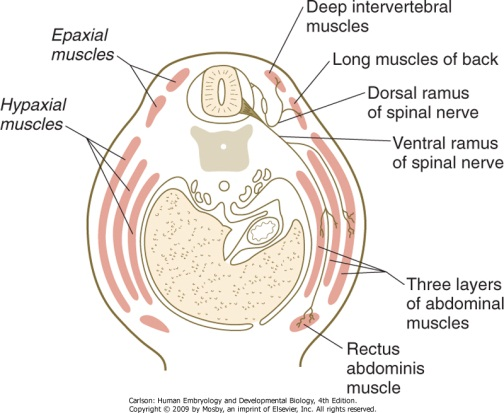 Deep intervertebral
muscles
Epaxial
muscles
Long muscles of back
Dorsal ramus
of spinal nerve
Hypaxial
muscles
Ventral ramus
of spinal nerve
Three layers
of abdominal
muscles
Rectus
abdominis
muscle
Carlson: Human Embryology and Developmental Biology, 4th Edition.
Copyright © 2009 by Mosby, an imprint of Elsevier, Inc. All rights reserved.